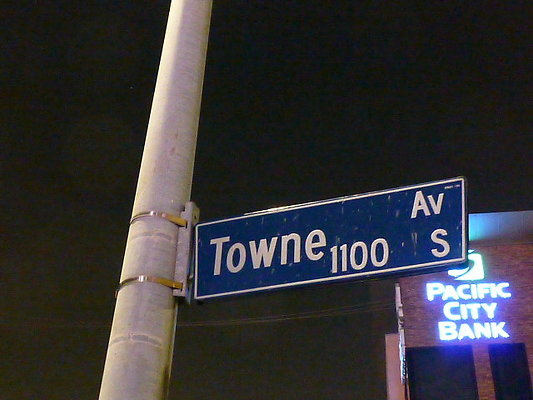 Towne 1100 Av S
PACIFIC
CITY
BANK